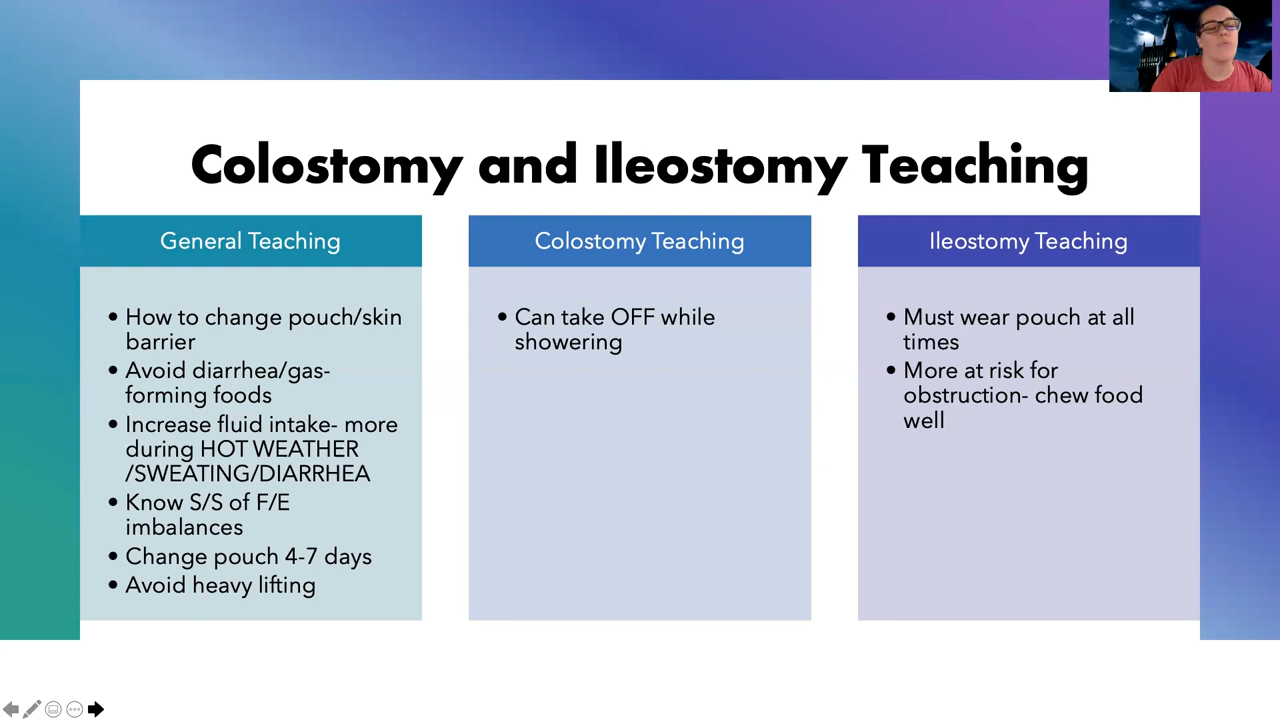 Colostomy and Ileostomy Teaching
General Teaching
• How to change pouch/skin
barrier
• Avoid diarrhea/gas-
forming foods
• Increase fluid intake- more
during HOT WEATHER
/SWEATING/DIARRHEA
• Know S/S of F/E
imbalances
• Change pouch 4-7 days
• Avoid heavy lifting
Colostomy Teaching
• Can take OFF while
showering
Ileostomy Teaching
• Must wear pouch at all
times
• More at risk for
obstruction- chew food
well